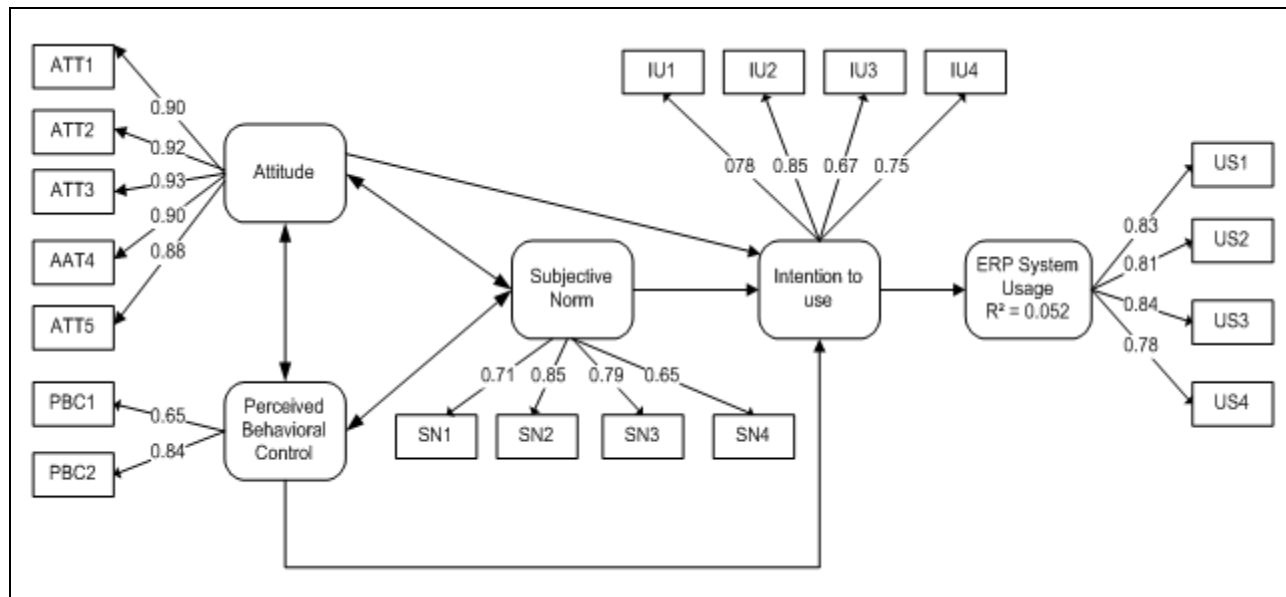 ATT1
ATT2
ATT3
AAT4
ATT5
0.90
0.92
0.93
0.90
0.88
Attitude
PBC1
PBC2
0.65
0.84
Perceived
Behavioral
Control
Subjective
Norm
0.71
0.85
0.79
0.65
SN1
SN2
SN3
SN4
IU1
IU2
IU3
IU4
078
0.85
0.67
0.75
Intention to
use
ERP System
Usage
R² = 0.052
0.83
0.81
0.84
0.78
US1
US2
US3
US4